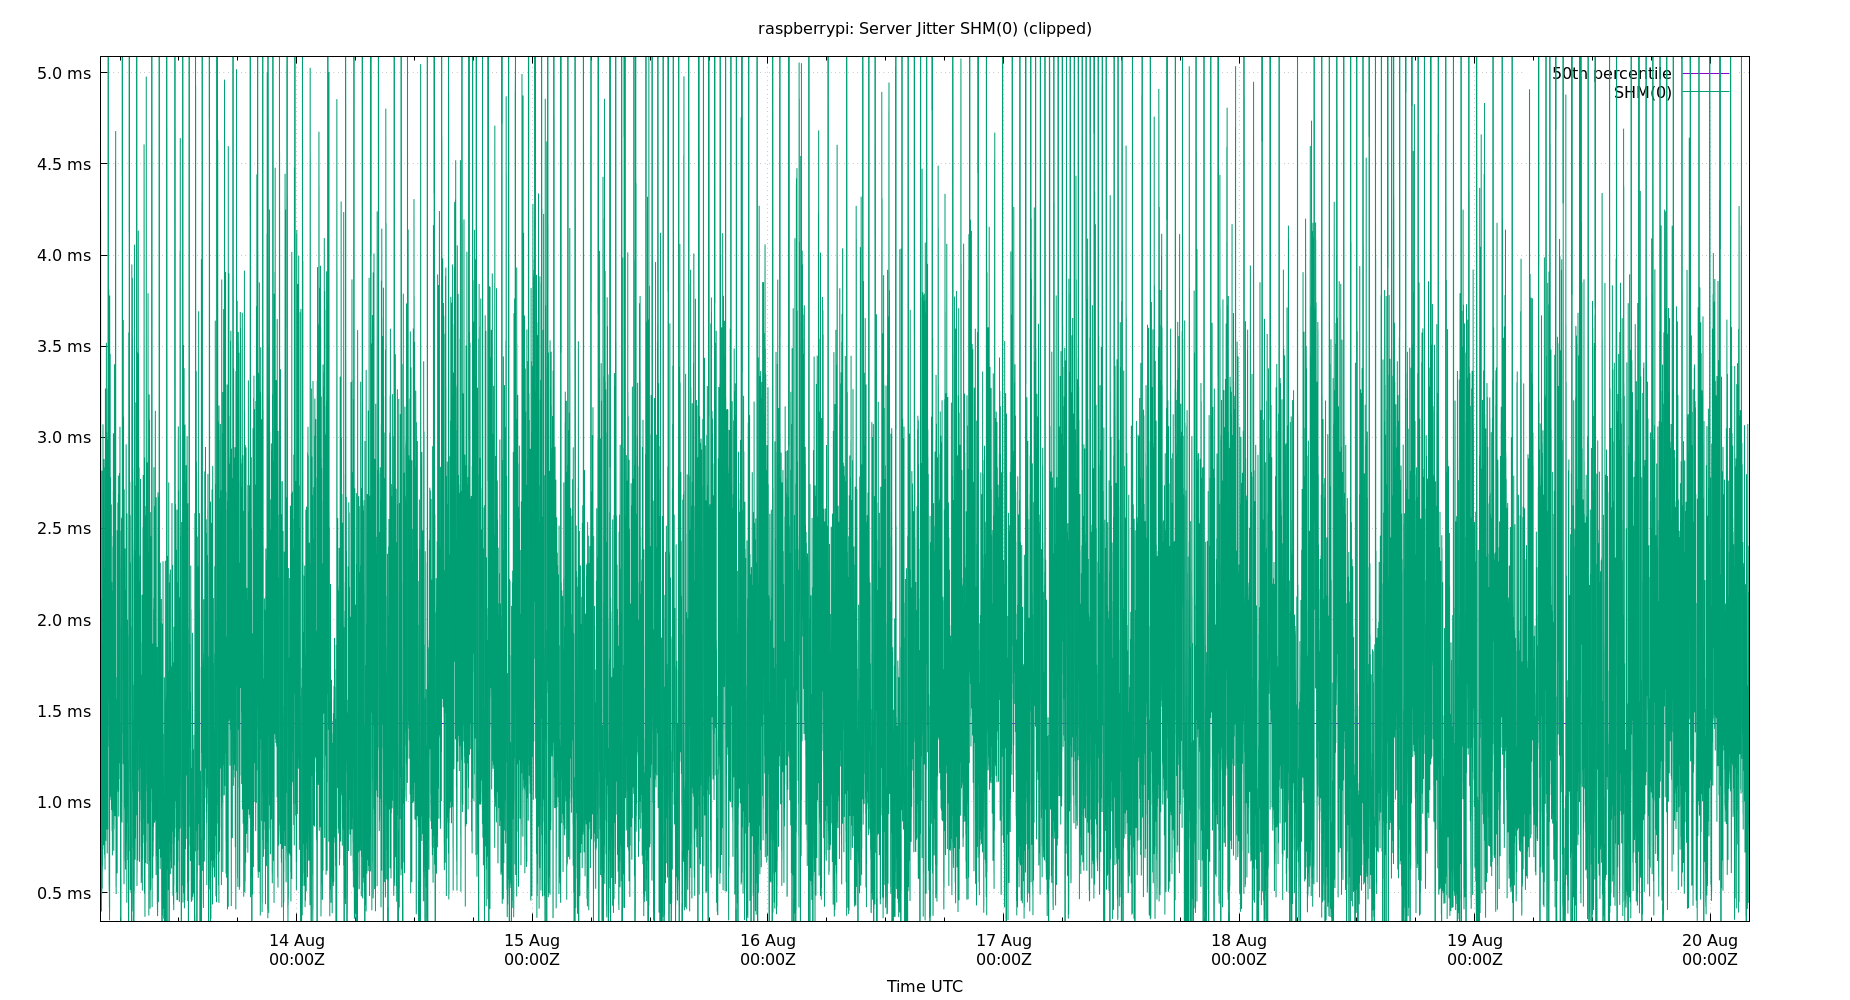 raspberrypi: Server Jitter SHM(0) (clipped)
5.0 ms
4.5 ms
4.0 ms
3.5 ms
3.0 ms
2.5 ms
2.0 ms
1.5 ms
1.0 ms
0.5 ms
50th percentile
SHM(0)
14 Aug
00:00Z
15 Aug
00:00Z
16 Aug
00:00Z
17 Aug
00:00Z
18 Aug
00:00Z
19 Aug
00:00Z
20 Aug
00:00Z
Time UTC